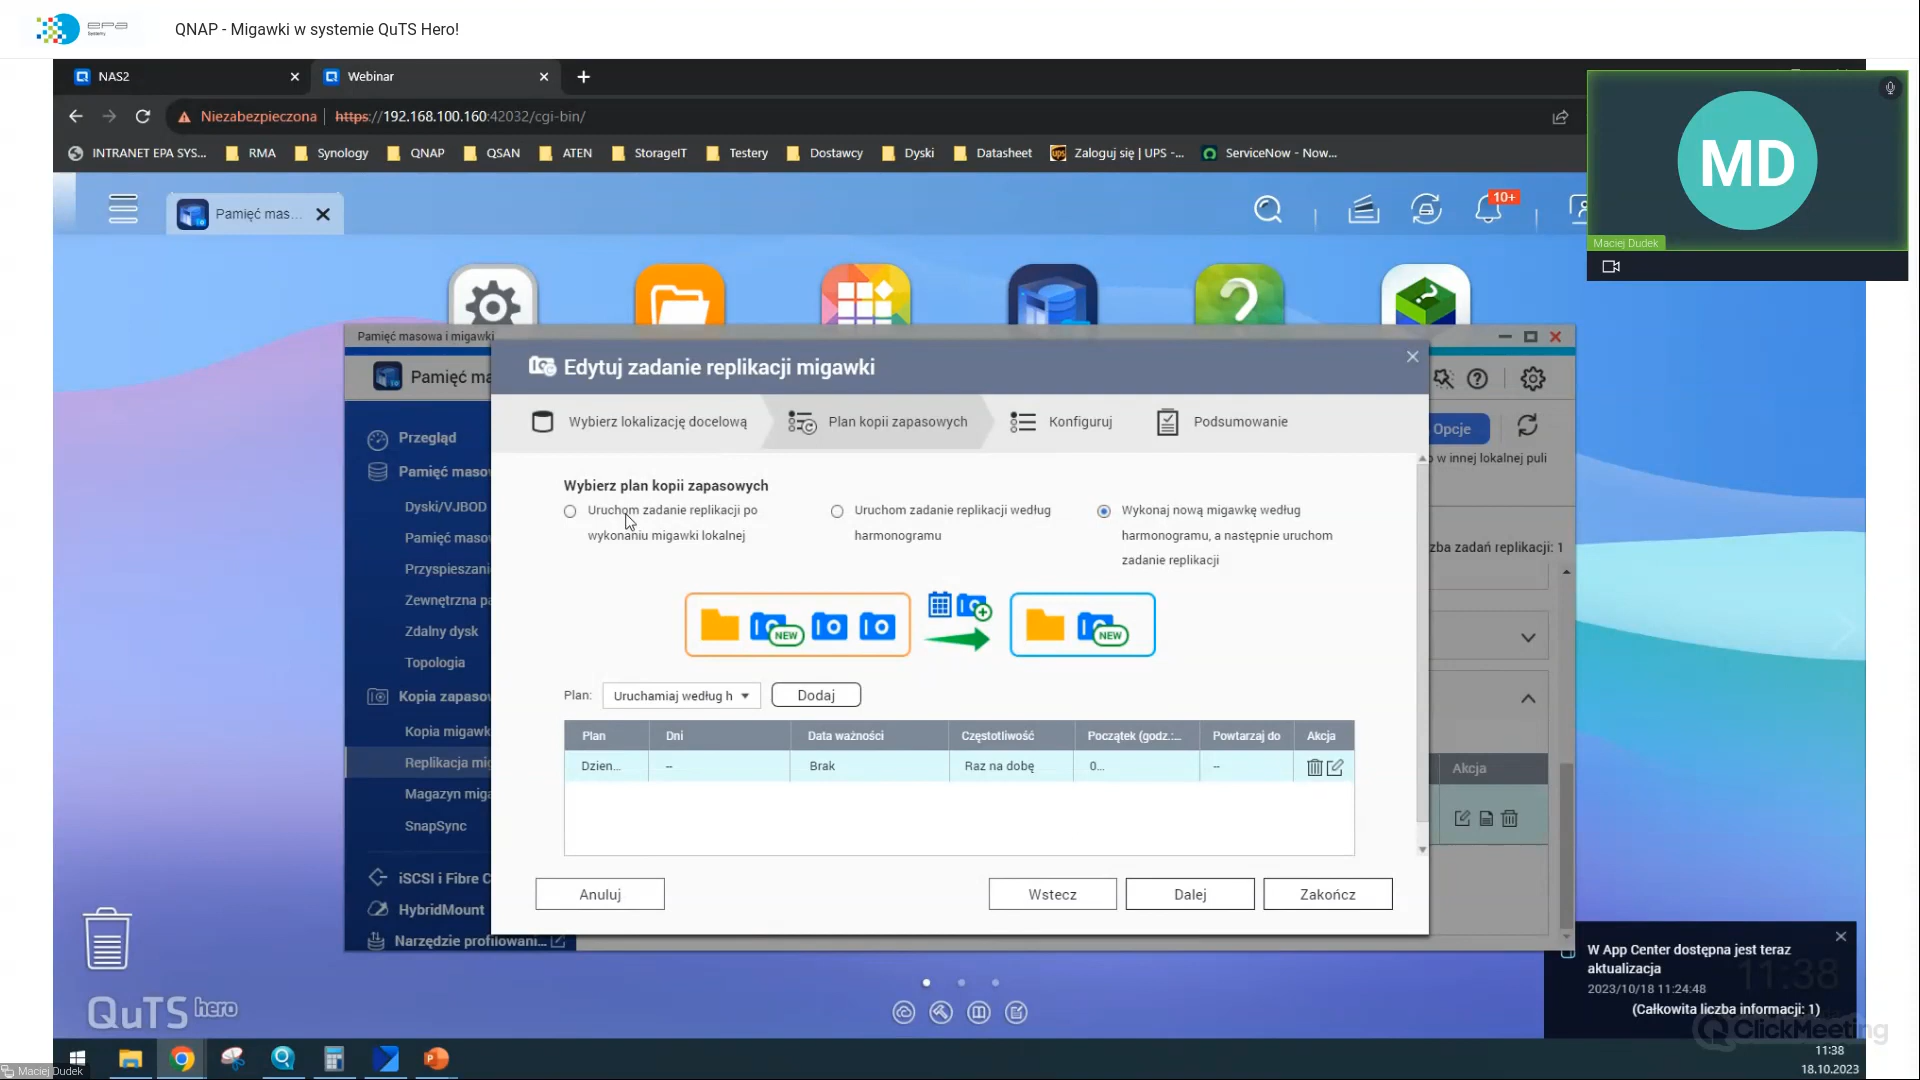 epa
Systemy
QNAP - Migawki w systemie QuTS Hero!
NAS2
Webinar
Niezabezpieczona
https://192.168.100.160:42032/cgi-bin/
INTRANET EPA SYS...
RMA
Synology
QNAP
QSAN
ATEN
StorageIT
Testery
Dostawcy
Dyski
Datasheet
Zaloguj się | UPS -...
ServiceNow - Now...
MD
Maciej Dudek
Pamięć mas...
10+
Pamięć masowa i migawki
Pamięć ma
Edytuj zadanie replikacji migawki
Wybierz lokalizację docelową
Plan kopii zapasowych
Konfiguruj
Podsumowanie
Przegląd
Pamięć maso
Dyski/VJBOD
Pamięć maso
Przyspieszani
Zewnętrzna pa
Zdalny dysk
Topologia
Kopia zapasow
Kopia migawk
Replikacja mig
Magazyn miga
SnapSync
iSCSI i Fibre C
HybridMount
Narzędzie profilowani...
Opcje
o w innej lokalnej puli
zba zadań replikacji: 1
Akcja
Wybierz plan kopii zapasowych
Uruchom zadanie replikacji po
wykonaniu migawki lokalnej
Uruchom zadanie replikacji według
harmonogramu
Wykonaj nową migawkę według
harmonogramu, a następnie uruchom
zadanie replikacji
NEW
NEW
Plan:
Uruchamiaj według h
Dodaj
Plan
Dni
Data ważności
Częstotliwość
Początek (godz.:...
Powtarzaj do
Akcja
Dzien...
--
Brak
Raz na dobę
0...
--
Anuluj
Wstecz
Dalej
Zakończ
W App Center dostępna jest teraz
aktualizacja
2023/10/18 11:24:48
(Całkowita liczba informacji: 1)
11:38
QuTS hero
ClickMeeting
Maciej Dudek
11:38
18.10.2023